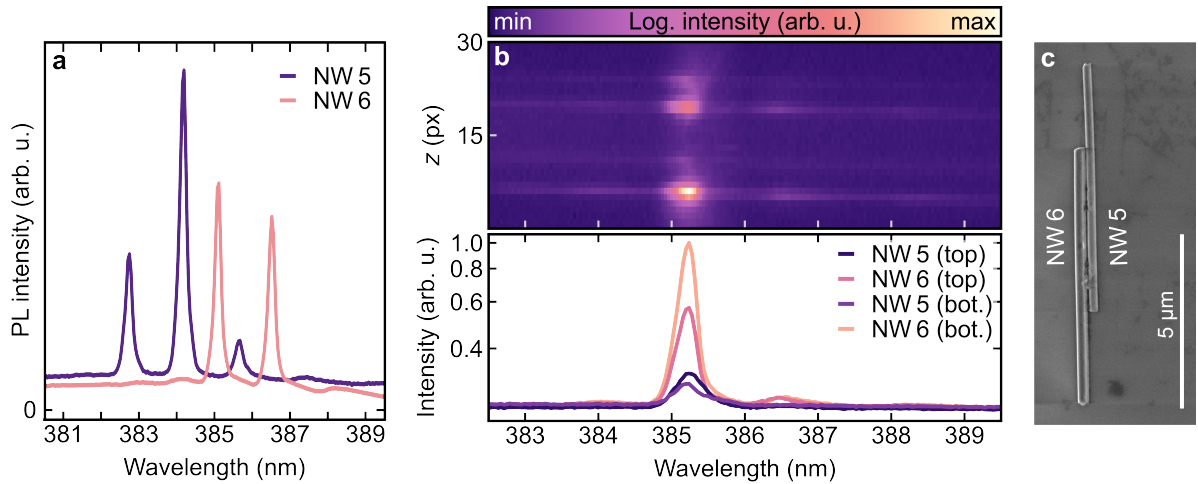 a
NW 5
NW 6
PL intensity (arb. u.)
0
381 383 385 387 389
Wavelength (nm)
min Log. intensity (arb. u.) max
b
30
15
z (px)
1.0
0.8
0.6
0.4
Intensity (arb. u.)
NW 5 (top)
NW 6 (top)
NW 5 (bot.)
NW 6 (bot.)
383 384 385 386 387 388 389
Wavelength (nm)
c
NW 6
NW 5
5 µm